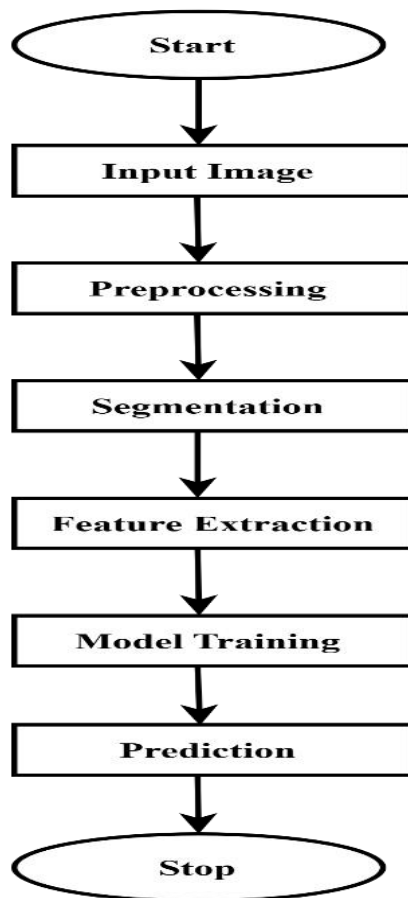 Start
Input Image
Preprocessing
Segmentation
Feature Extraction
Model Training
Prediction
Stop